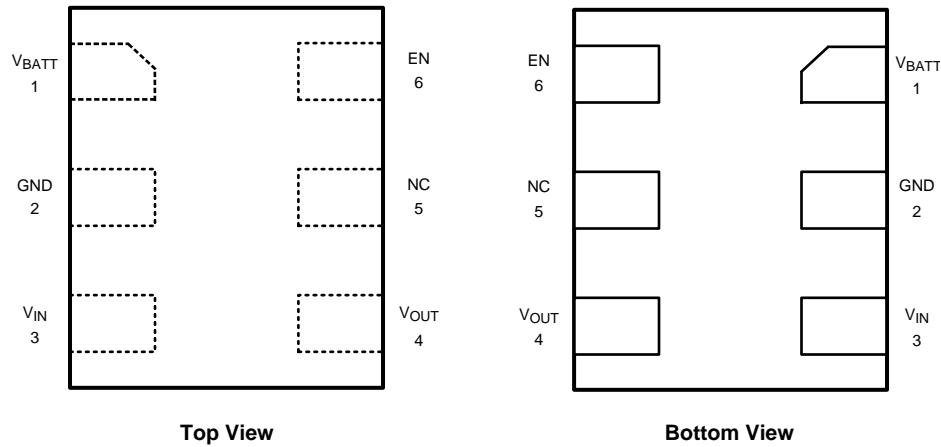 VBATT
1
EN
6
GND
2
NC
5
VIN
3
VOUT
4
Top View
EN
6
VBATT
1
NC
5
GND
2
VOUT
4
VIN
3
Bottom View